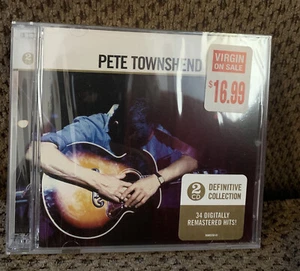 PETE TOWNSHEND
VIRGIN
ON SALE
$16.99
2
CD
DEFINITIVE
COLLECTION
34 DIGITALLY
REMASTERED HITS!